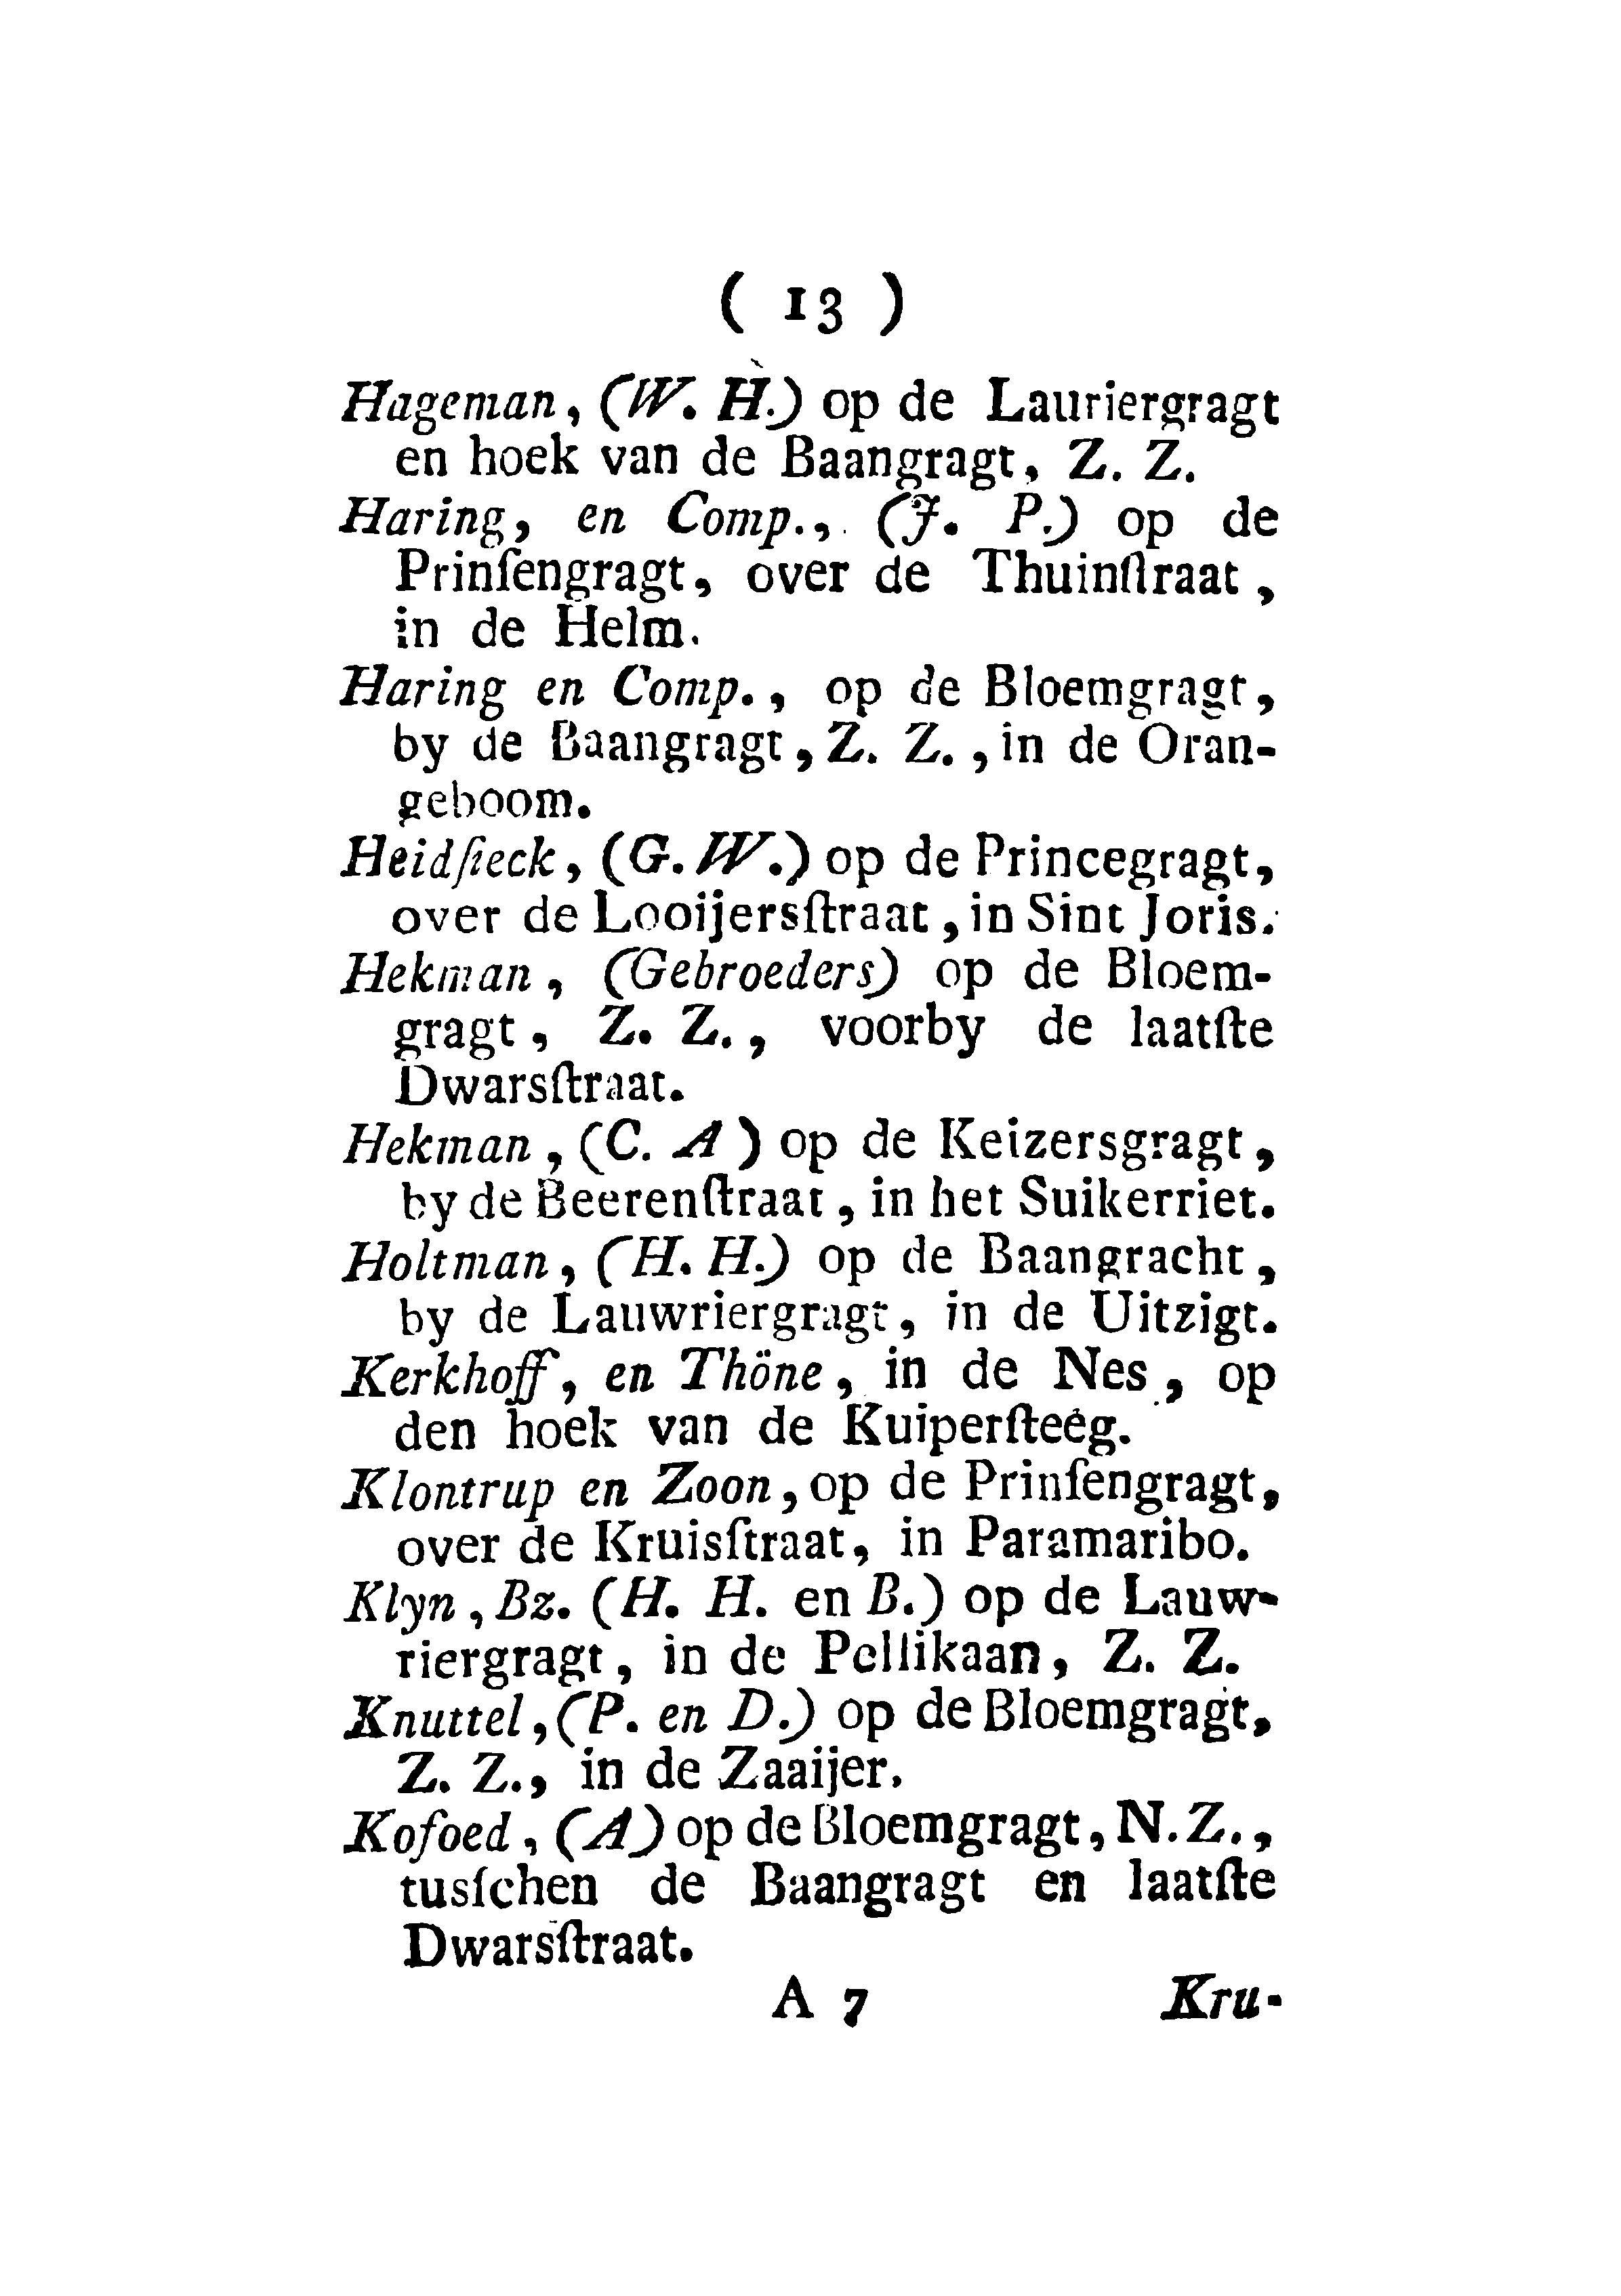 ( 13 )
Hageman, (W. H.) op de Lauriergragt
en hoek van de Baangragt, Z. Z.
Haring, en Comp., (J. P.) op de
Prinſengragt, over de Thuinſtraat,
in de Helm.
Haring en Comp., op de Bloemgragt,
by de Baangragt, Z. Z., in de Oran-
geboom.
Heidſieck, (G. W.) op de Princegragt,
over de Looijersſtraat, in Sint Joris.
Hekman, (Gebroeders) op de Bloem-
gragt, Z. Z., voorby de laatſte
Dwarsſtraat.
Hekman, (C. A ) op de Keizersgragt,
by de Beerenſtraat, in het Suikerriet.
Holtman, (H. H.) op de Baangracht,
by de Lauwriergragt, in de Uitzigt.
Kerkhoff, en Thöne, in de Nes, op
den hoek van de Kuiperſteeg.
Klontrup en Zoon, op de Prinſengragt,
over de Kruisſtraat, in Paramaribo.
Klyn, Bz. (H. H. en B.) op de Lauw-
riergragt, in de Pellikaan, Z. Z.
Knuttel, (P. en D.) op de Bloemgragt,
Z. Z., in de Zaaijer.
Kofoed, (A) op de Bloemgragt, N. Z.,
tusſchen de Baangragt en laatſte
Dwarsſtraat.
A 7 Kru-